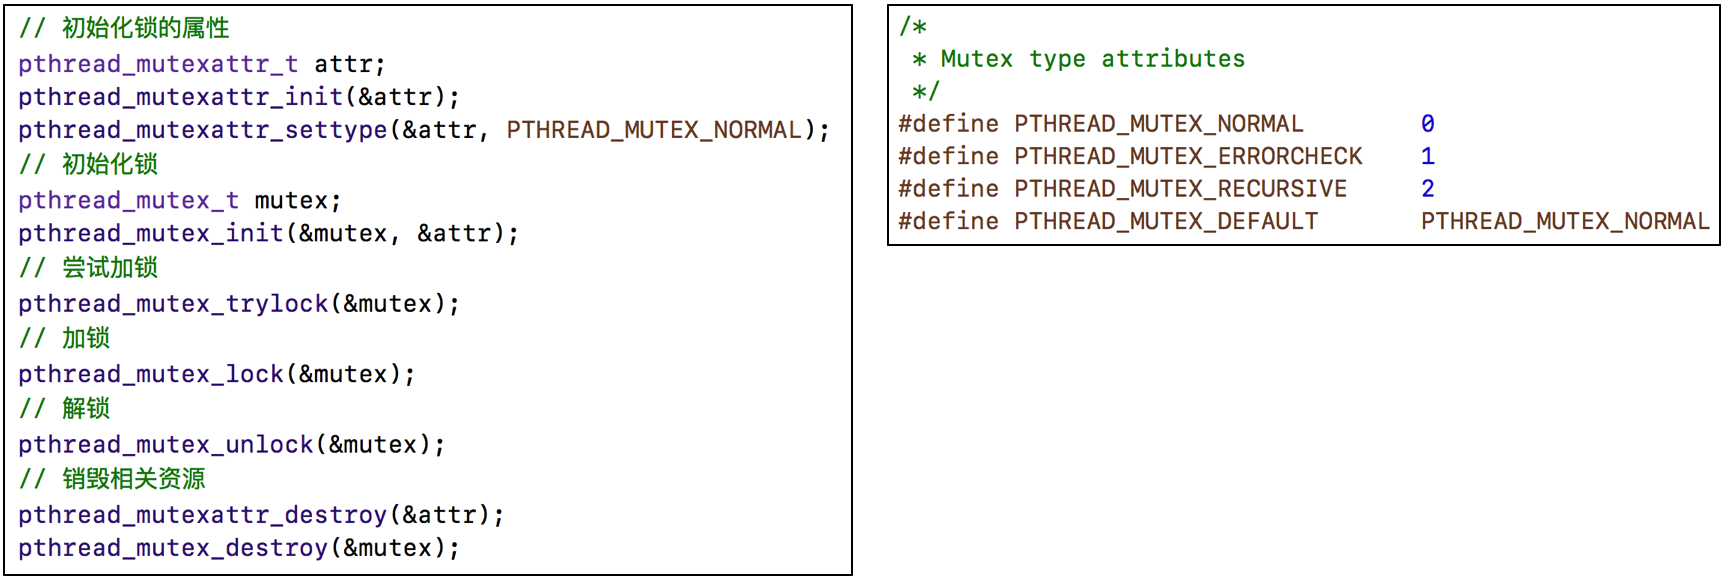 // 初始化锁的属性
pthread_mutexattr_t attr;
pthread_mutexattr_init(&attr);
pthread_mutexattr_settype(&attr, PTHREAD_MUTEX_NORMAL);
// 初始化锁
pthread_mutex_t mutex;
pthread_mutex_init(&mutex, &attr);
// 尝试加锁
pthread_mutex_trylock(&mutex);
// 加锁
pthread_mutex_lock(&mutex);
// 解锁
pthread_mutex_unlock(&mutex);
// 销毁相关资源
pthread_mutexattr_destroy(&attr);
pthread_mutex_destroy(&mutex);
/*
 * Mutex type attributes
 */
#define PTHREAD_MUTEX_NORMAL        0
#define PTHREAD_MUTEX_ERRORCHECK    1
#define PTHREAD_MUTEX_RECURSIVE     2
#define PTHREAD_MUTEX_DEFAULT       PTHREAD_MUTEX_NORMAL